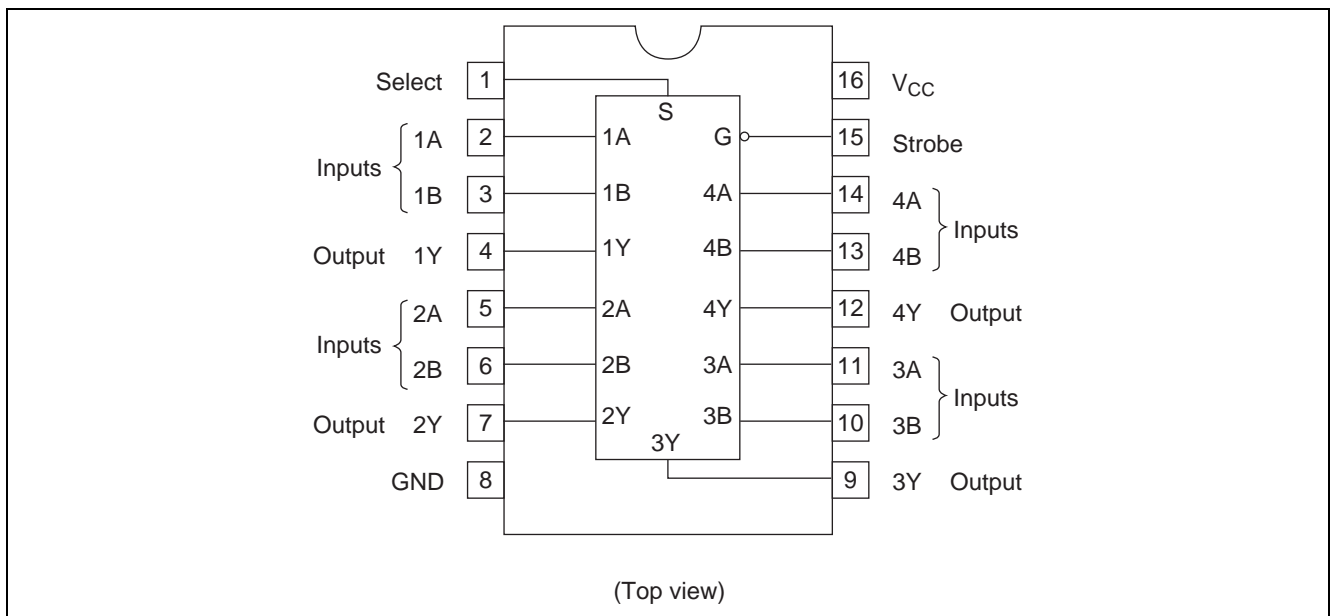 Select 1 16 VCC
S
Inputs 1A 2 1A G 15 Strobe
1B 3 1B 4A 14 4A Inputs
Output 1Y 4 1Y 4B 13 4B
Inputs 2A 5 2A 4Y 12 4Y Output
2B 6 2B 3A 11 3A Inputs
Output 2Y 7 2Y 3B 10 3B
3Y
GND 8 9 3Y Output
(Top view)